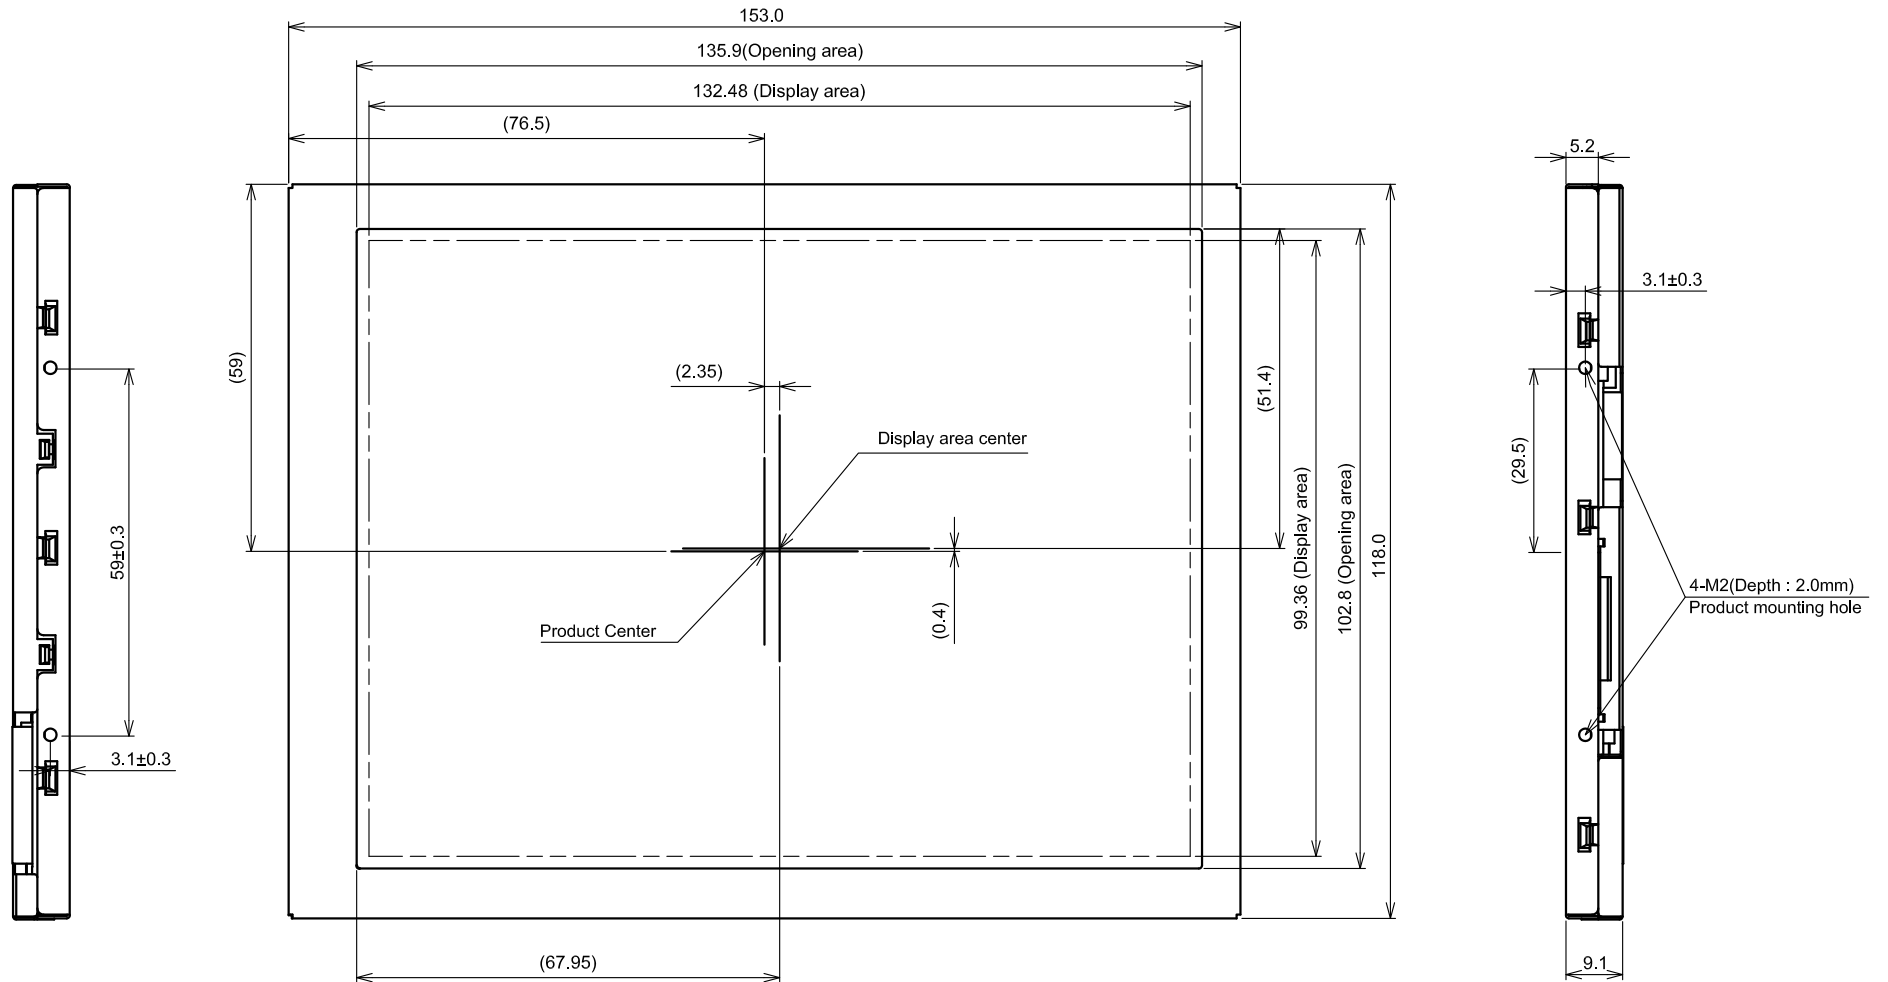 153.0
135.9(Opening area)
132.48 (Display area)
(76.5)
5.2
3.1±0.3
(59)
(2.35)
(51.4)
Display area center
(29.5)
99.36 (Display area)
102.8 (Opening area)
118.0
59±0.3
4-M2(Depth : 2.0mm)
Product mounting hole
(0.4)
Product Center
3.1±0.3
(67.95)
9.1